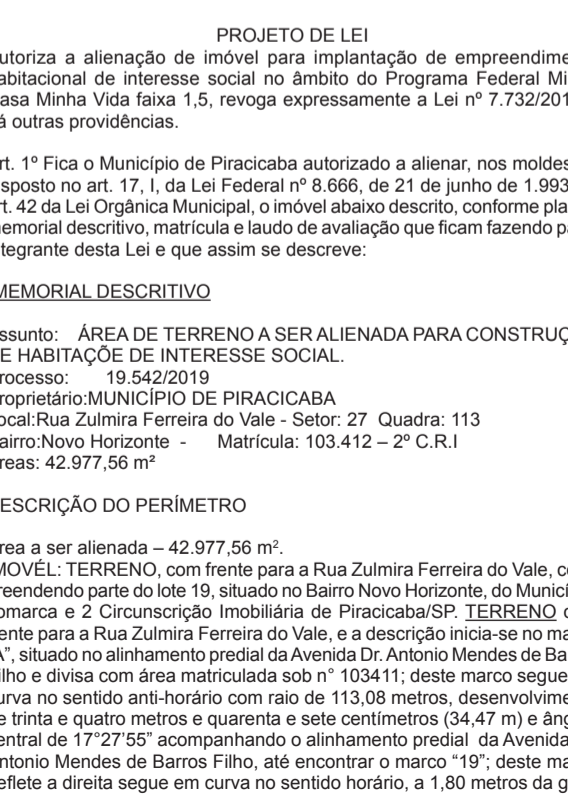 PROJETO DE LEI
utoriza a alienação de imóvel para implantação de empreendime
abitacional de interesse social no âmbito do Programa Federal Mi
asa Minha Vida faixa 1,5, revoga expressamente a Lei nº 7.732/201
á outras providências.
rt. 1º Fica o Município de Piracicaba autorizado a alienar, nos moldes
sposto no art. 17, I, da Lei Federal nº 8.666, de 21 de junho de 1.993
rt. 42 da Lei Orgânica Municipal, o imóvel abaixo descrito, conforme pla
emorial descritivo, matrícula e laudo de avaliação que ficam fazendo pa
ntegrante desta Lei e que assim se descreve:
MEMORIAL DESCRITIVO
ssunto: ÁREA DE TERRENO A SER ALIENADA PARA CONSTRUÇ
E HABITAÇÕE DE INTERESSE SOCIAL.
rocesso: 19.542/2019
roprietário:MUNICÍPIO DE PIRACICABA
ocal:Rua Zulmira Ferreira do Vale - Setor: 27 Quadra: 113
airro:Novo Horizonte - Matrícula: 103.412 – 2º C.R.I
reas: 42.977,56 m²
ESCRIÇÃO DO PERÍMETRO
rea a ser alienada – 42.977,56 m².
MOVÉL: TERRENO, com frente para a Rua Zulmira Ferreira do Vale, co
reendendo parte do lote 19, situado no Bairro Novo Horizonte, do Municí
omarca e 2 Circunscrição Imobiliária de Piracicaba/SP. TERRENO c
ente para a Rua Zulmira Ferreira do Vale, e a descrição inicia-se no ma
A”, situado no alinhamento predial da Avenida Dr. Antonio Mendes de Ba
ilho e divisa com área matriculada sob n° 103411; deste marco segue
urva no sentido anti-horário com raio de 113,08 metros, desenvolvime
e trinta e quatro metros e quarenta e sete centímetros (34,47 m) e âng
entral de 17°27’55” acompanhando o alinhamento predial da Avenida
ntonio Mendes de Barros Filho, até encontrar o marco “19”; deste ma
eflete a direita segue em curva no sentido horário, a 1,80 metros da g